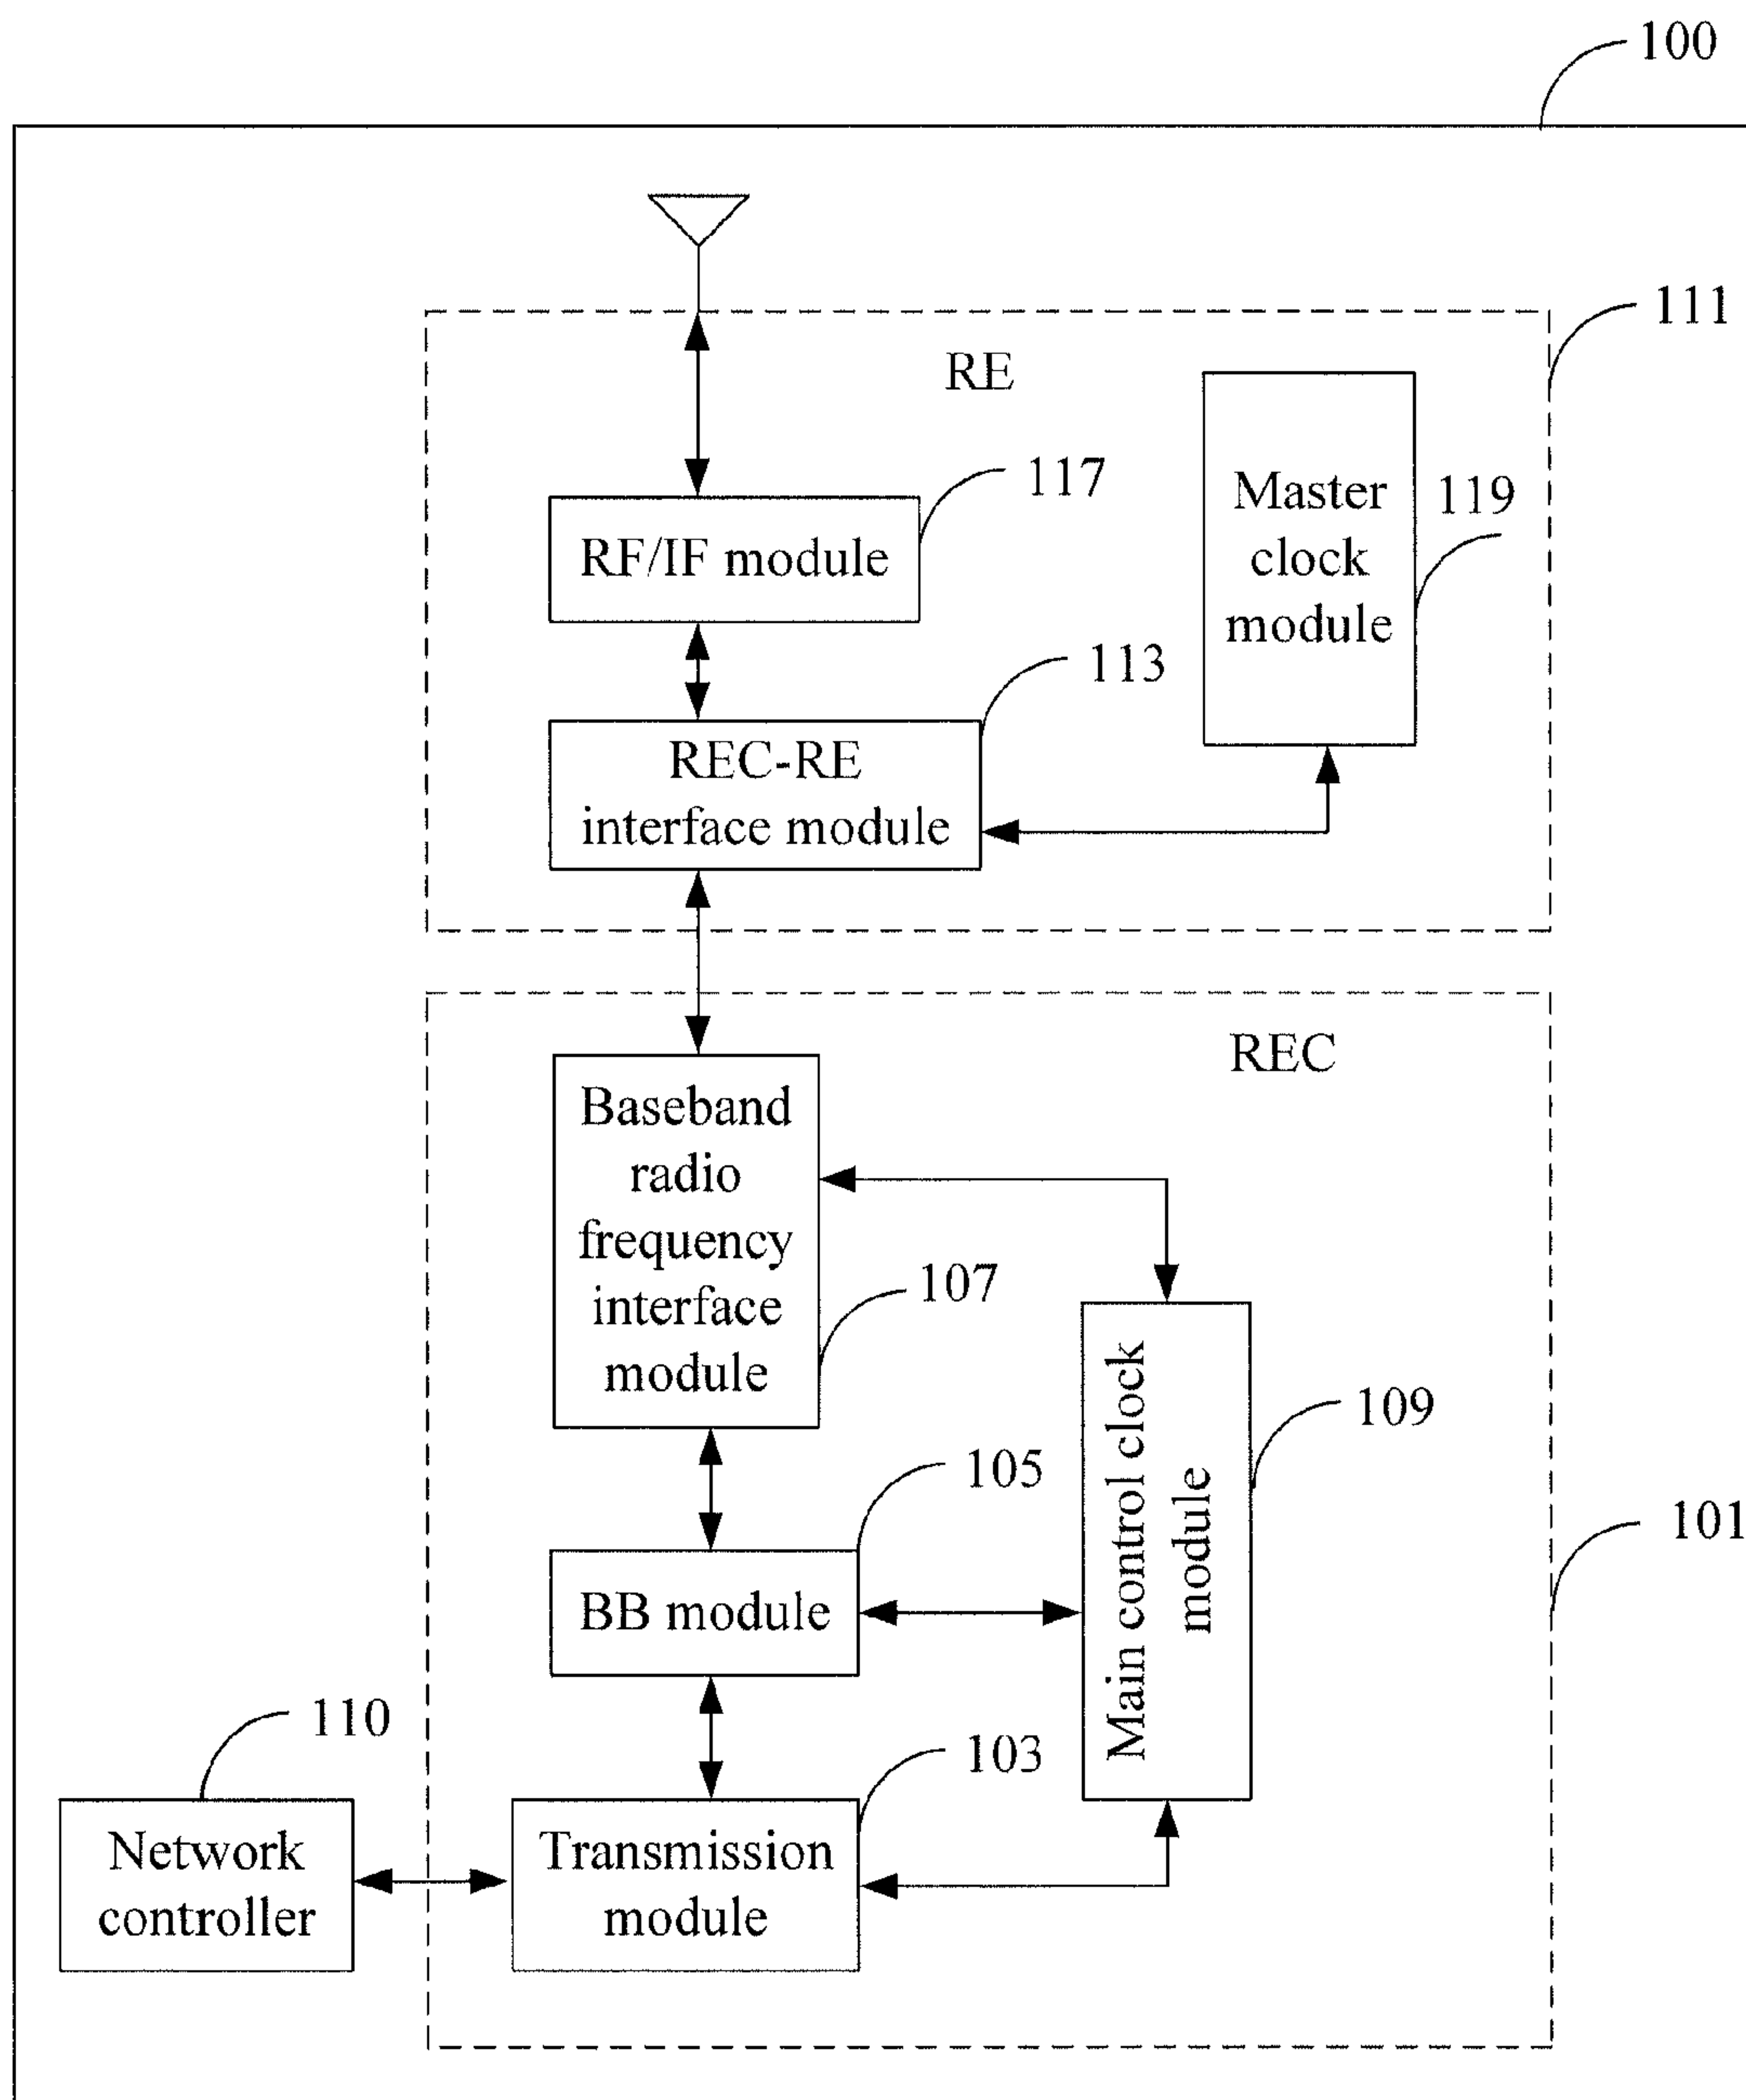 100
111
RE
117
RF/IF module
Master
clock
module
119
113
REC-RE
interface module
REC
Baseband
radio
frequency
interface
module
107
109
Main control clock
module
105
BB module
101
110
103
Network
controller
Transmission
module